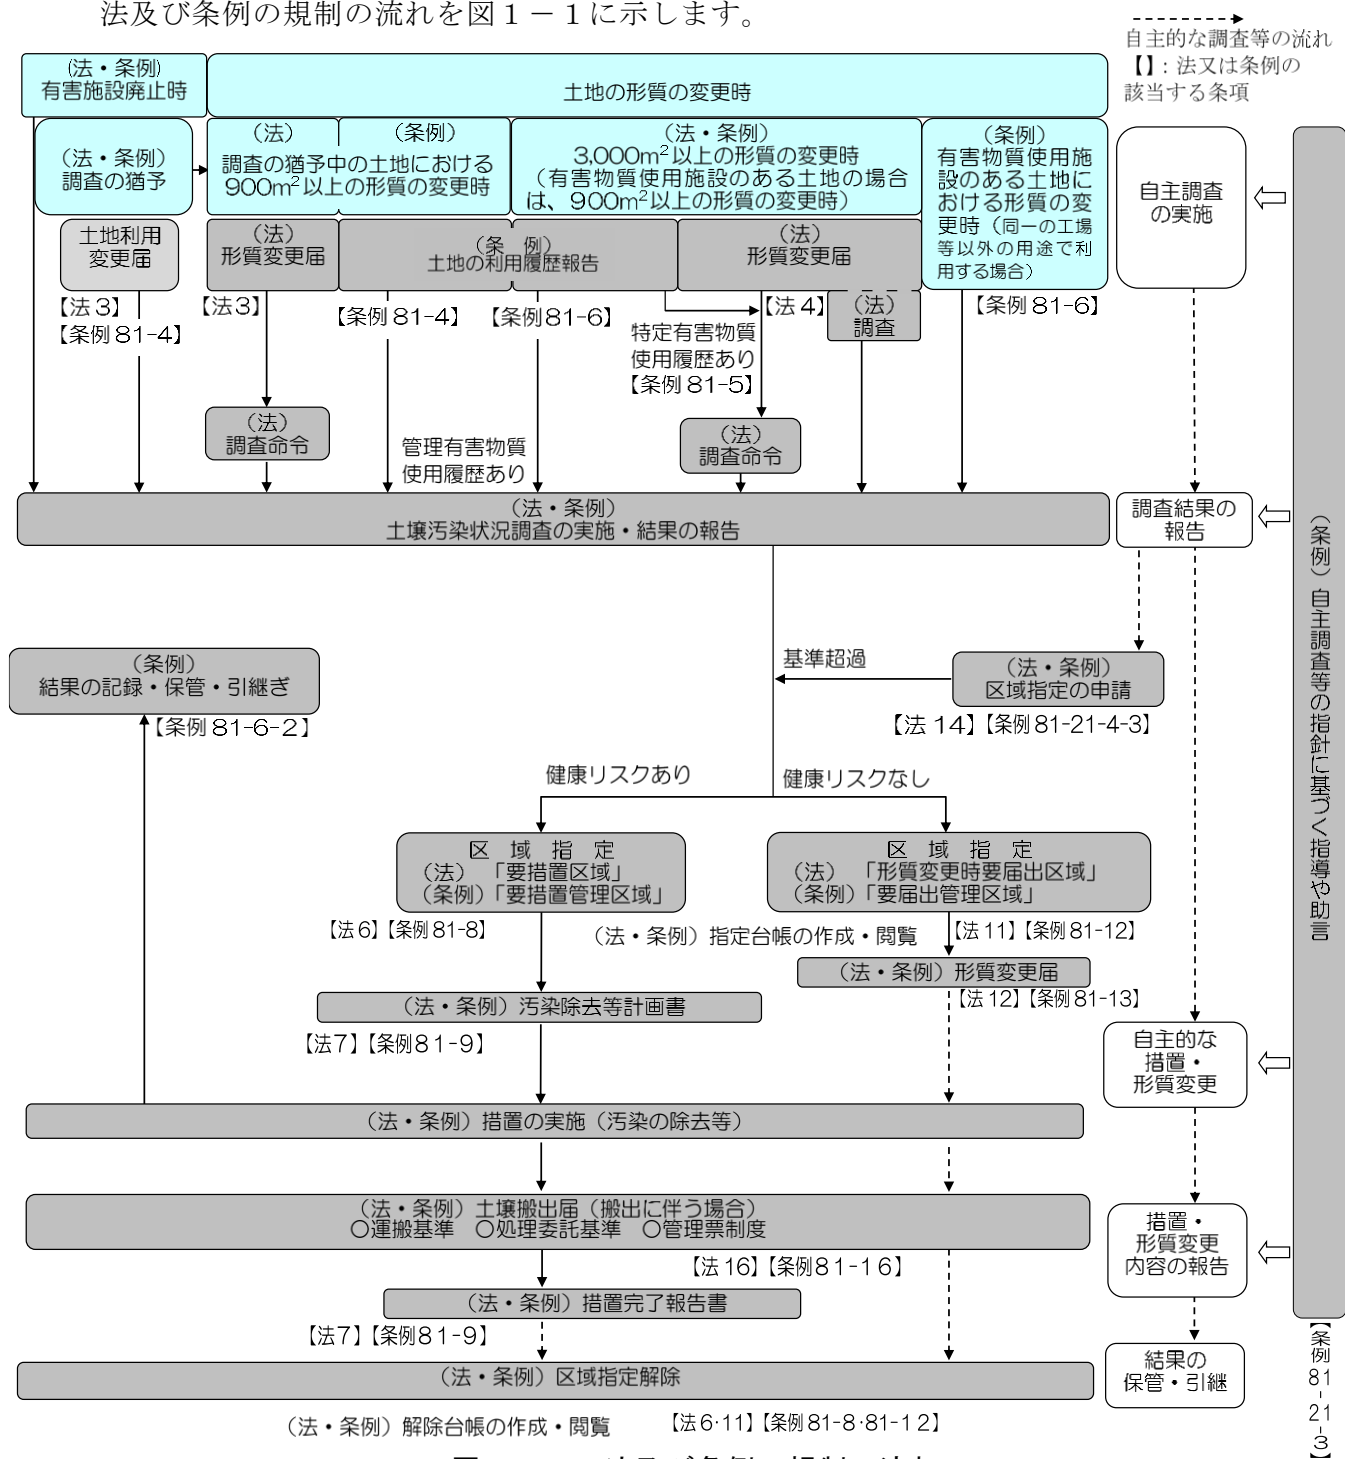 法及び条例の規制の流れを図１－１に示します。
自主的な調査等の流れ
【】：法又は条例の
該当する条項
(法・条例)
有害施設廃止時
土地の形質の変更時
（法・条例）
調査の猶予
（法）
（条例）
調査の猶予中の土地における
900m²以上の形質の変更時
（法・条例）
3,000m²以上の形質の変更時
（有害物質使用施設のある土地の場合
は、900m²以上の形質の変更時）
（条例）
有害物質使用施
設のある土地に
おける形質の変
更時（同一の工場
等以外の用途で利
用する場合）
自主調査
の実施
土地利用
変更届
（法）
形質変更届
（条　例）
土地の利用履歴報告
（法）
形質変更届
（法）
調査
【法３】
【条例81-4】
【法３】
【条例81-4】
【条例81-6】
【法4】
【条例81-6】
特定有害物質
使用履歴あり
【条例81-5】
（法）
調査命令
管理有害物質
使用履歴あり
（法）
調査命令
（法・条例）
土壌汚染状況調査の実施・結果の報告
調査結果の
報告
（条例）自主調査等の指針に基づく指導や助言
【条例81-21-3】
基準超過
（法・条例）
区域指定の申請
【法14】【条例81-21-4-3】
（条例）
結果の記録・保管・引継ぎ
【条例81-6-2】
健康リスクあり
健康リスクなし
区　域　指　定
（法）　「要措置区域」
（条例）「要措置管理区域」
区　域　指　定
（法）　「形質変更時要届出区域」
（条例）「要届出管理区域」
【法6】【条例81-8】
（法・条例）指定台帳の作成・閲覧
【法11】【条例81-12】
（法・条例）形質変更届
【法12】【条例81-13】
（法・条例）汚染除去等計画書
【法7】【条例81-9】
自主的な
措置・
形質変更
（法・条例）措置の実施（汚染の除去等）
（法・条例）土壌搬出届（搬出に伴う場合）
〇運搬基準　〇処理委託基準　〇管理票制度
【法16】【条例81-16】
措置・
形質変更
内容の報告
（法・条例）措置完了報告書
【法7】【条例81-9】
（法・条例）区域指定解除
結果の
保管・引継
（法・条例）解除台帳の作成・閲覧
【法6·11】【条例81-8·81-12】